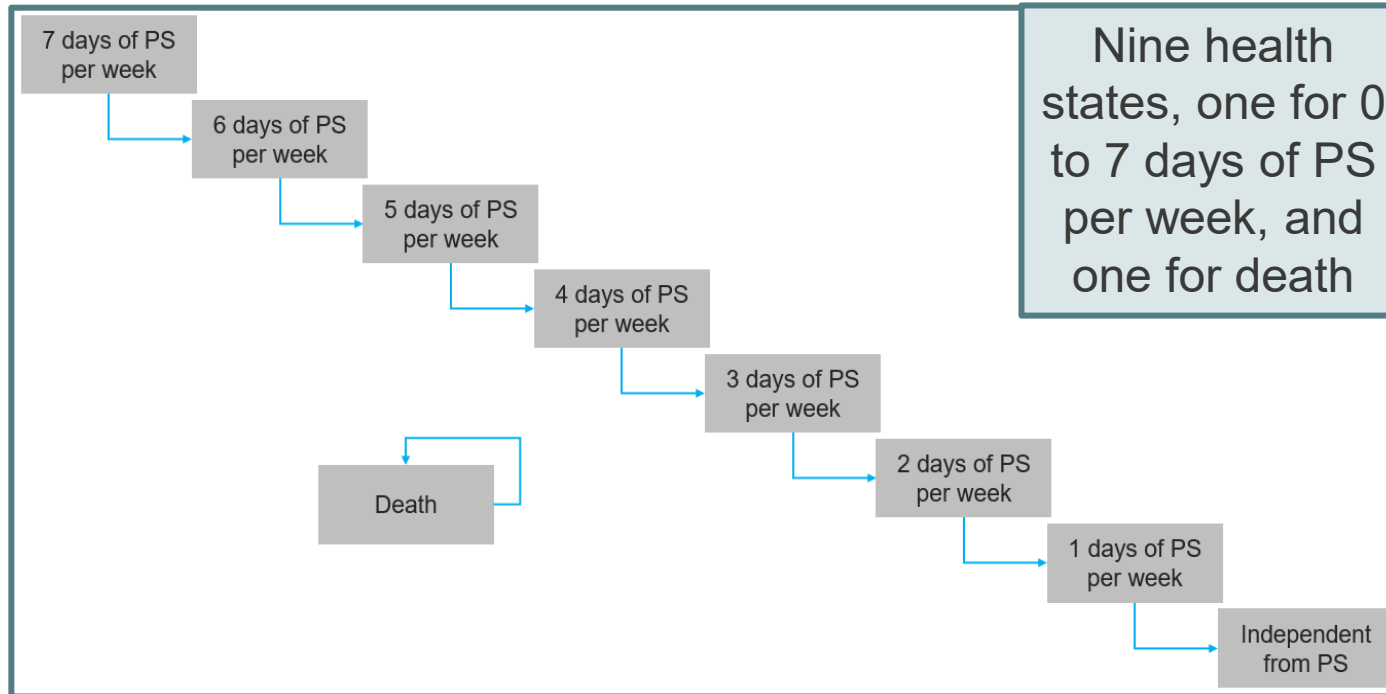 7 days of PS
per week
Nine health
states, one for 0
to 7 days of PS
per week, and
one for death
6 days of PS
per week
5 days of PS
per week
4 days of PS
per week
3 days of PS
per week
2 days of PS
per week
Death
1 days of PS
per week
Independent
from PS